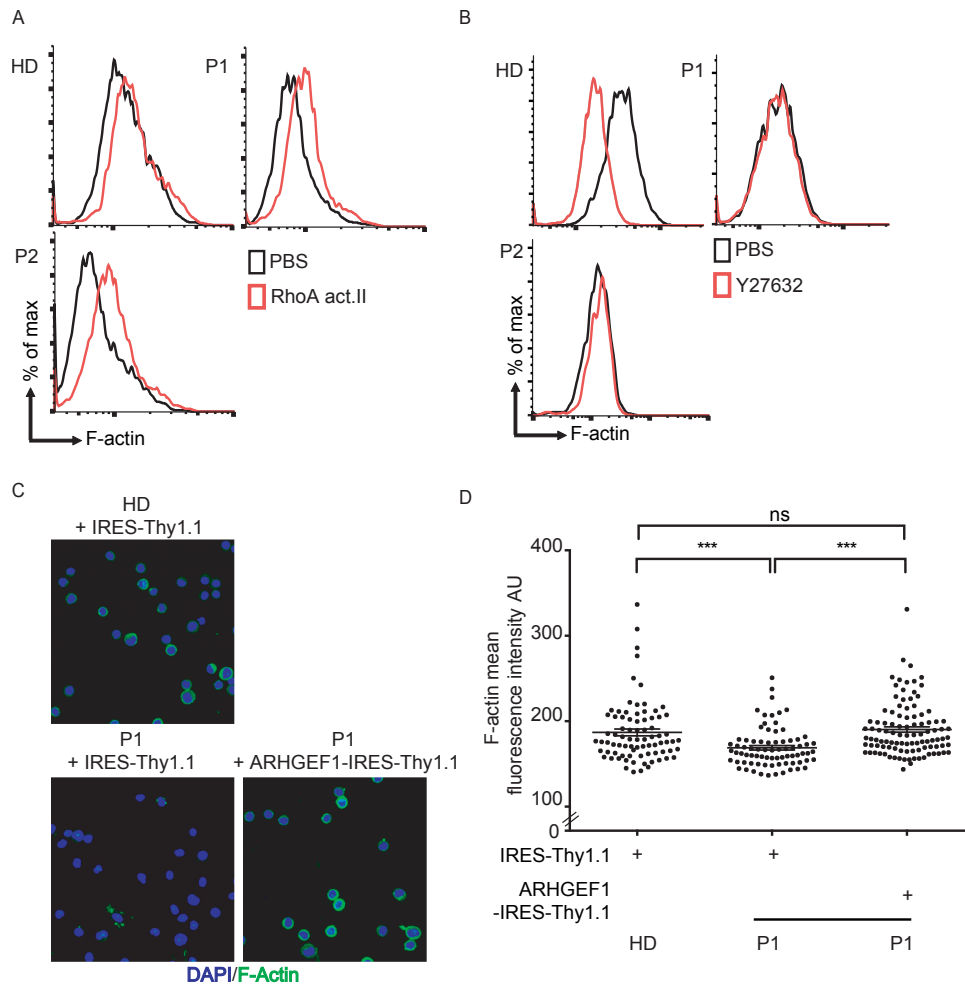 A
HD
P1
P2
PBS
RhoA act.II
% of max
F-actin
B
HD
P1
P2
PBS
Y27632
% of max
F-actin
C
HD
+ IRES-Thy1.1
P1
+ IRES-Thy1.1
P1
+ ARHGEF1-IRES-Thy1.1
DAPI/F-Actin
D
ns
*** ***
F-actin mean
fluorescence intensity AU
400
300
200
100
0
IRES-Thy1.1 + +
ARHGEF1
-IRES-Thy1.1 +
HD P1 P1